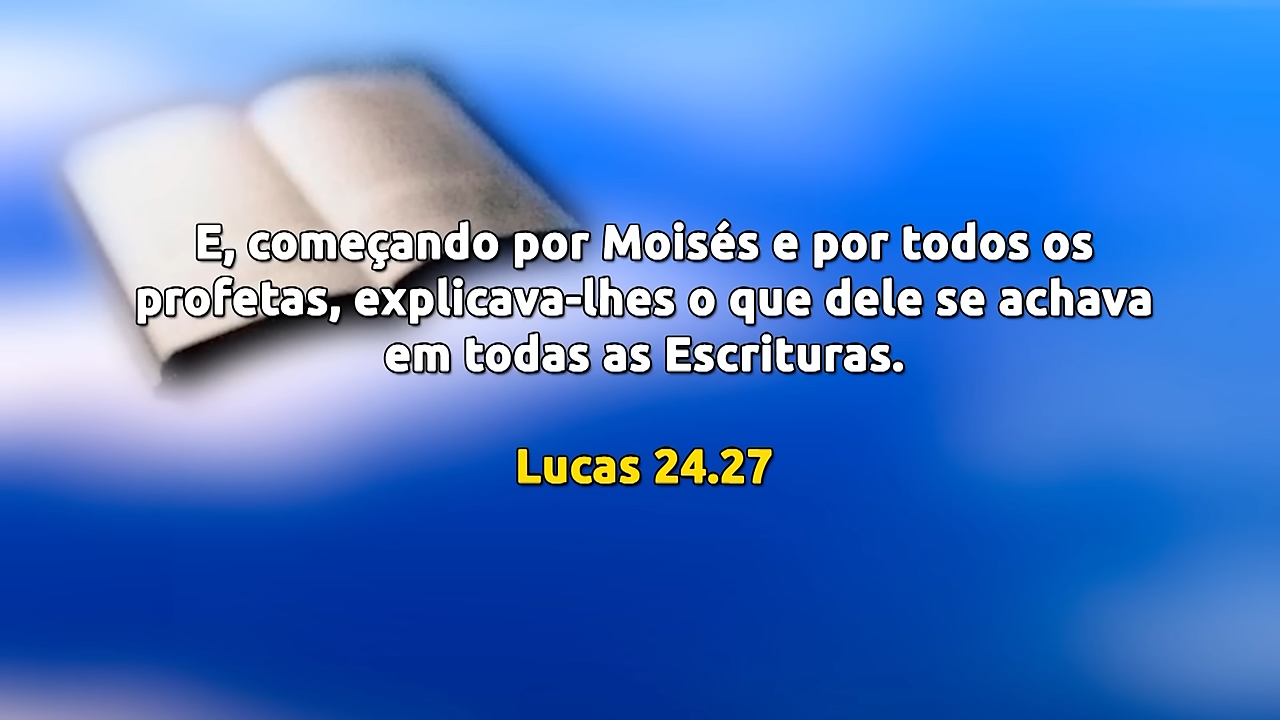 E, começando por Moisés e por todos os
profetas, explicava-lhes o que dele se achava
em todas as Escrituras.
Lucas 24.27